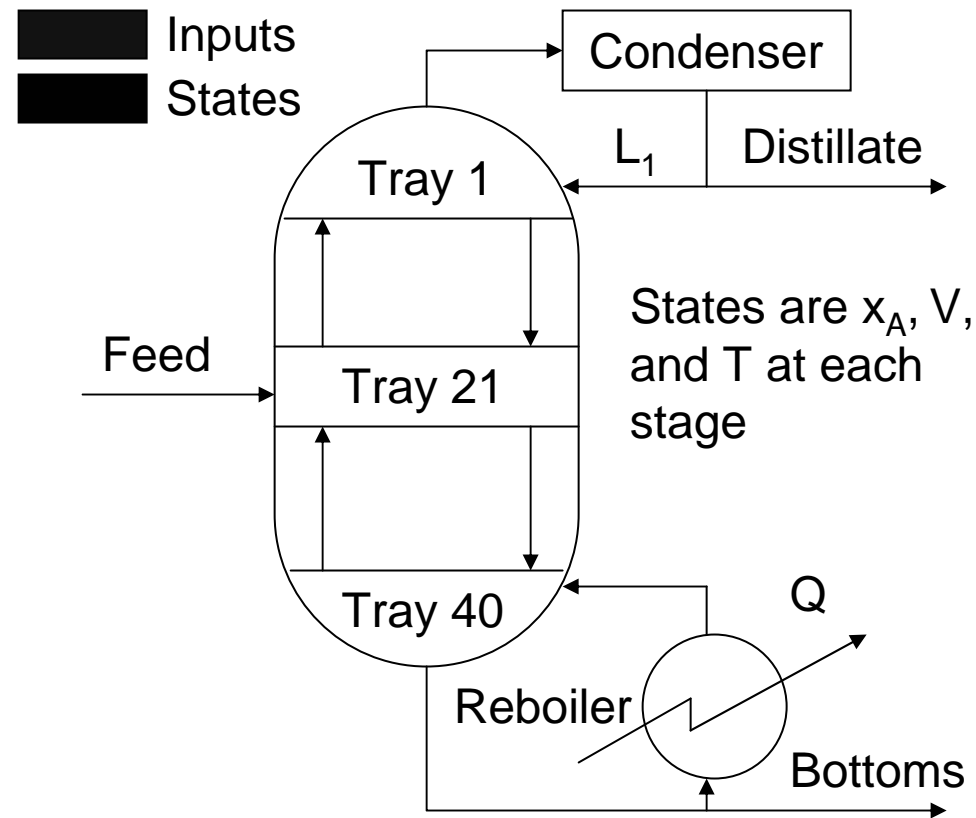 Inputs
States
Condenser
L₁
Distillate
Tray 1
States are x_A, V,
and T at each
stage
Feed
Tray 21
Tray 40
Q
Reboiler
Bottoms